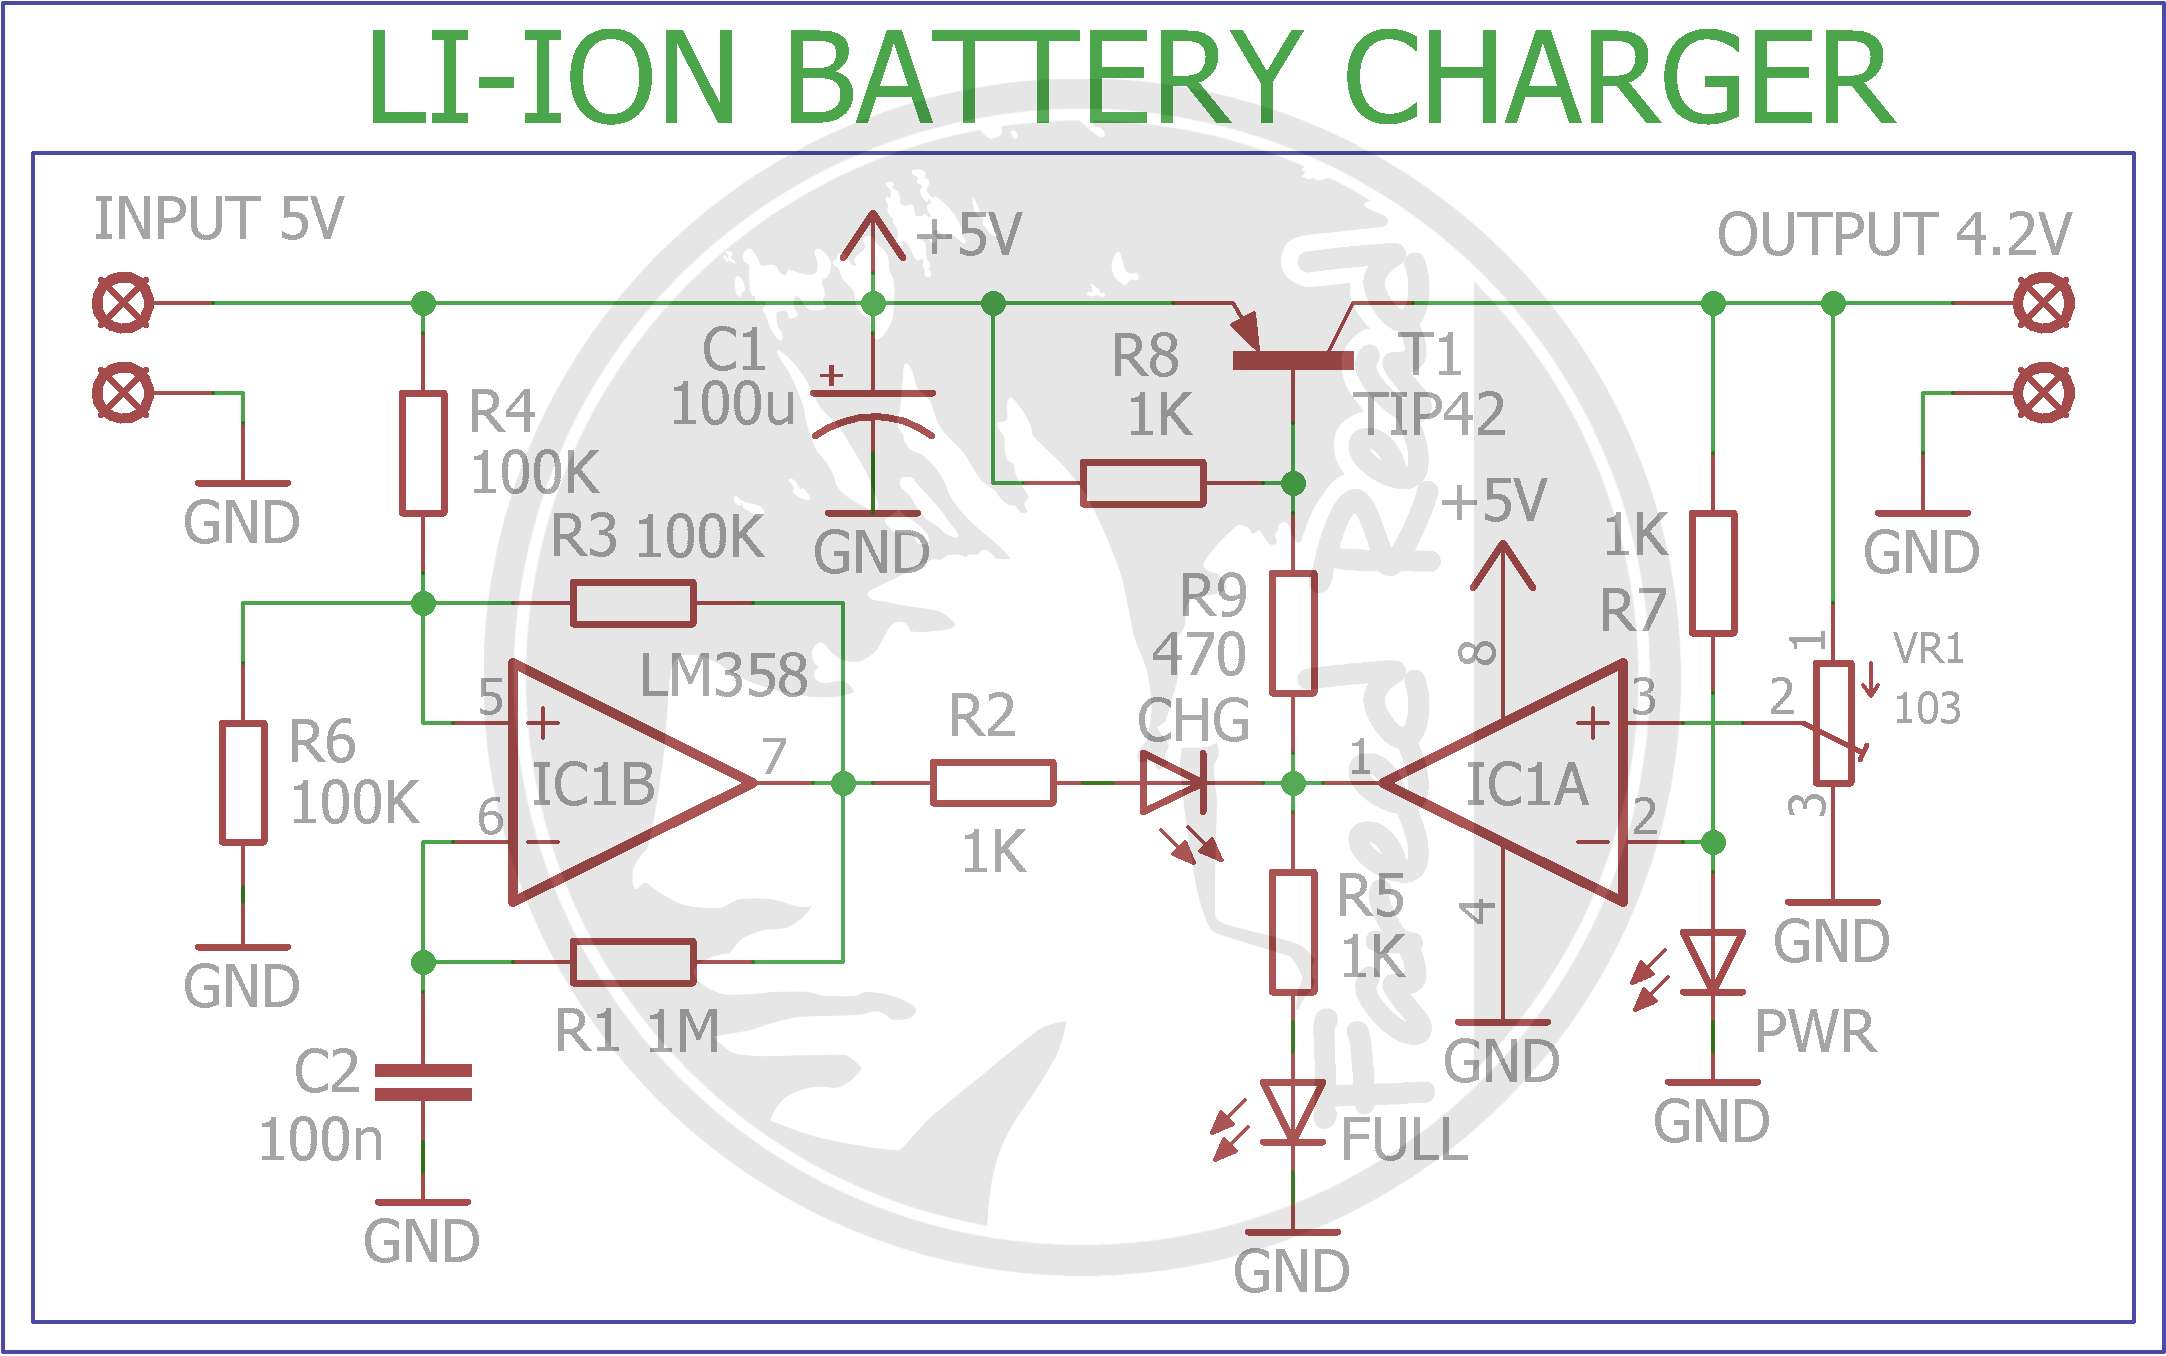 LI-ION BATTERY CHARGER
INPUT 5V
+5V
OUTPUT 4.2V
C1
100u
R8
1K
T1
TIP42
R4
100K
GND
R3 100K
GND
+5V
1K
R7
GND
R9
470
CHG
LM358
8
1
VR1
103
2
3
5
+
IC1B
7
6
R2
1K
R6
100K
1
IC1A
+
3
2
4
GND
R5
1K
GND
PWR
GND
R1 1M
C2
100n
GND
GND
FULL
GND
Fareed Read